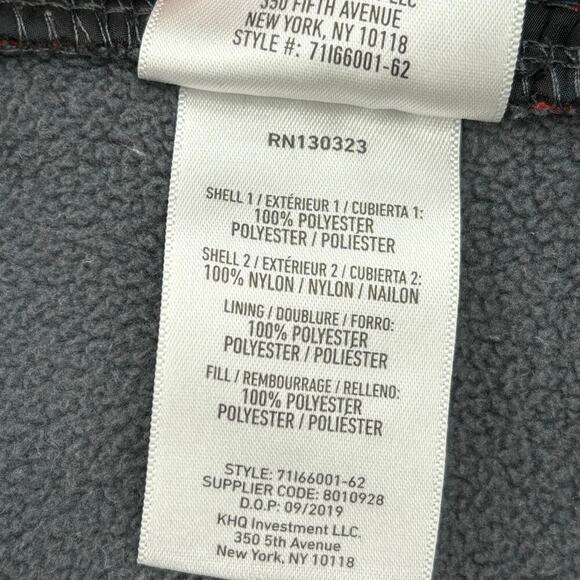 LLC
350 FIFTH AVENUE
NEW YORK, NY 10118
STYLE #: 71I66001-62
RN130323
SHELL 1 / EXTÉRIEUR 1 / CUBIERTA 1:
100% POLYESTER
POLYESTER / POLIÉSTER
SHELL 2 / EXTÉRIEUR 2 / CUBIERTA 2:
100% NYLON / NYLON / NAILON
LINING / DOUBLURE / FORRO:
100% POLYESTER
POLYESTER / POLIÉSTER
FILL / REMBOURRAGE / RELLENO:
100% POLYESTER
POLYESTER / POLIÉSTER
STYLE: 71I66001-62
SUPPLIER CODE: 8010928
D.O.P: 09/2019
KHQ Investment LLC.
350 5th Avenue
New York, NY 10118